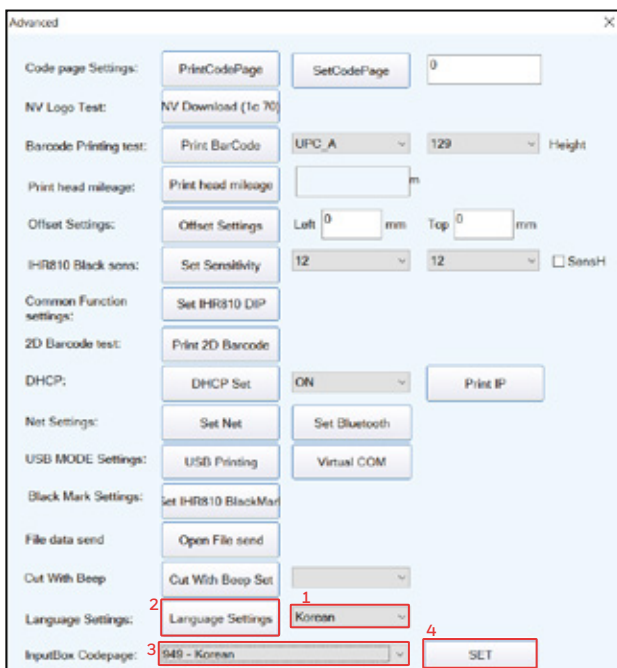 Advanced
Code page Settings: PrintCodePage SetCodePage 0
NV Logo Test: NV Download (1c 70)
Barcode Printing test: Print BarCode UPC_A 129 Height
Print head mileage: Print head mileage m
Offset Settings: Offset Settings Left 0 mm Top 0 mm
IHR810 Black sens: Set Sensitivity 12 12 SensH
Common Function
settings: Set IHR810 DIP
2D Barcode test: Print 2D Barcode
DHCP: DHCP Set ON Print IP
Net Settings: Set Net Set Bluetooth
USB MODE Settings: USB Printing Virtual COM
Black Mark Settings: Set IHR810 BlackMark
File data send Open File send
Cut With Beep Cut With Beep Set
Language Settings: 2 Language Settings 1 Korean
InputBox Codepage: 3 949 - Korean 4 SET